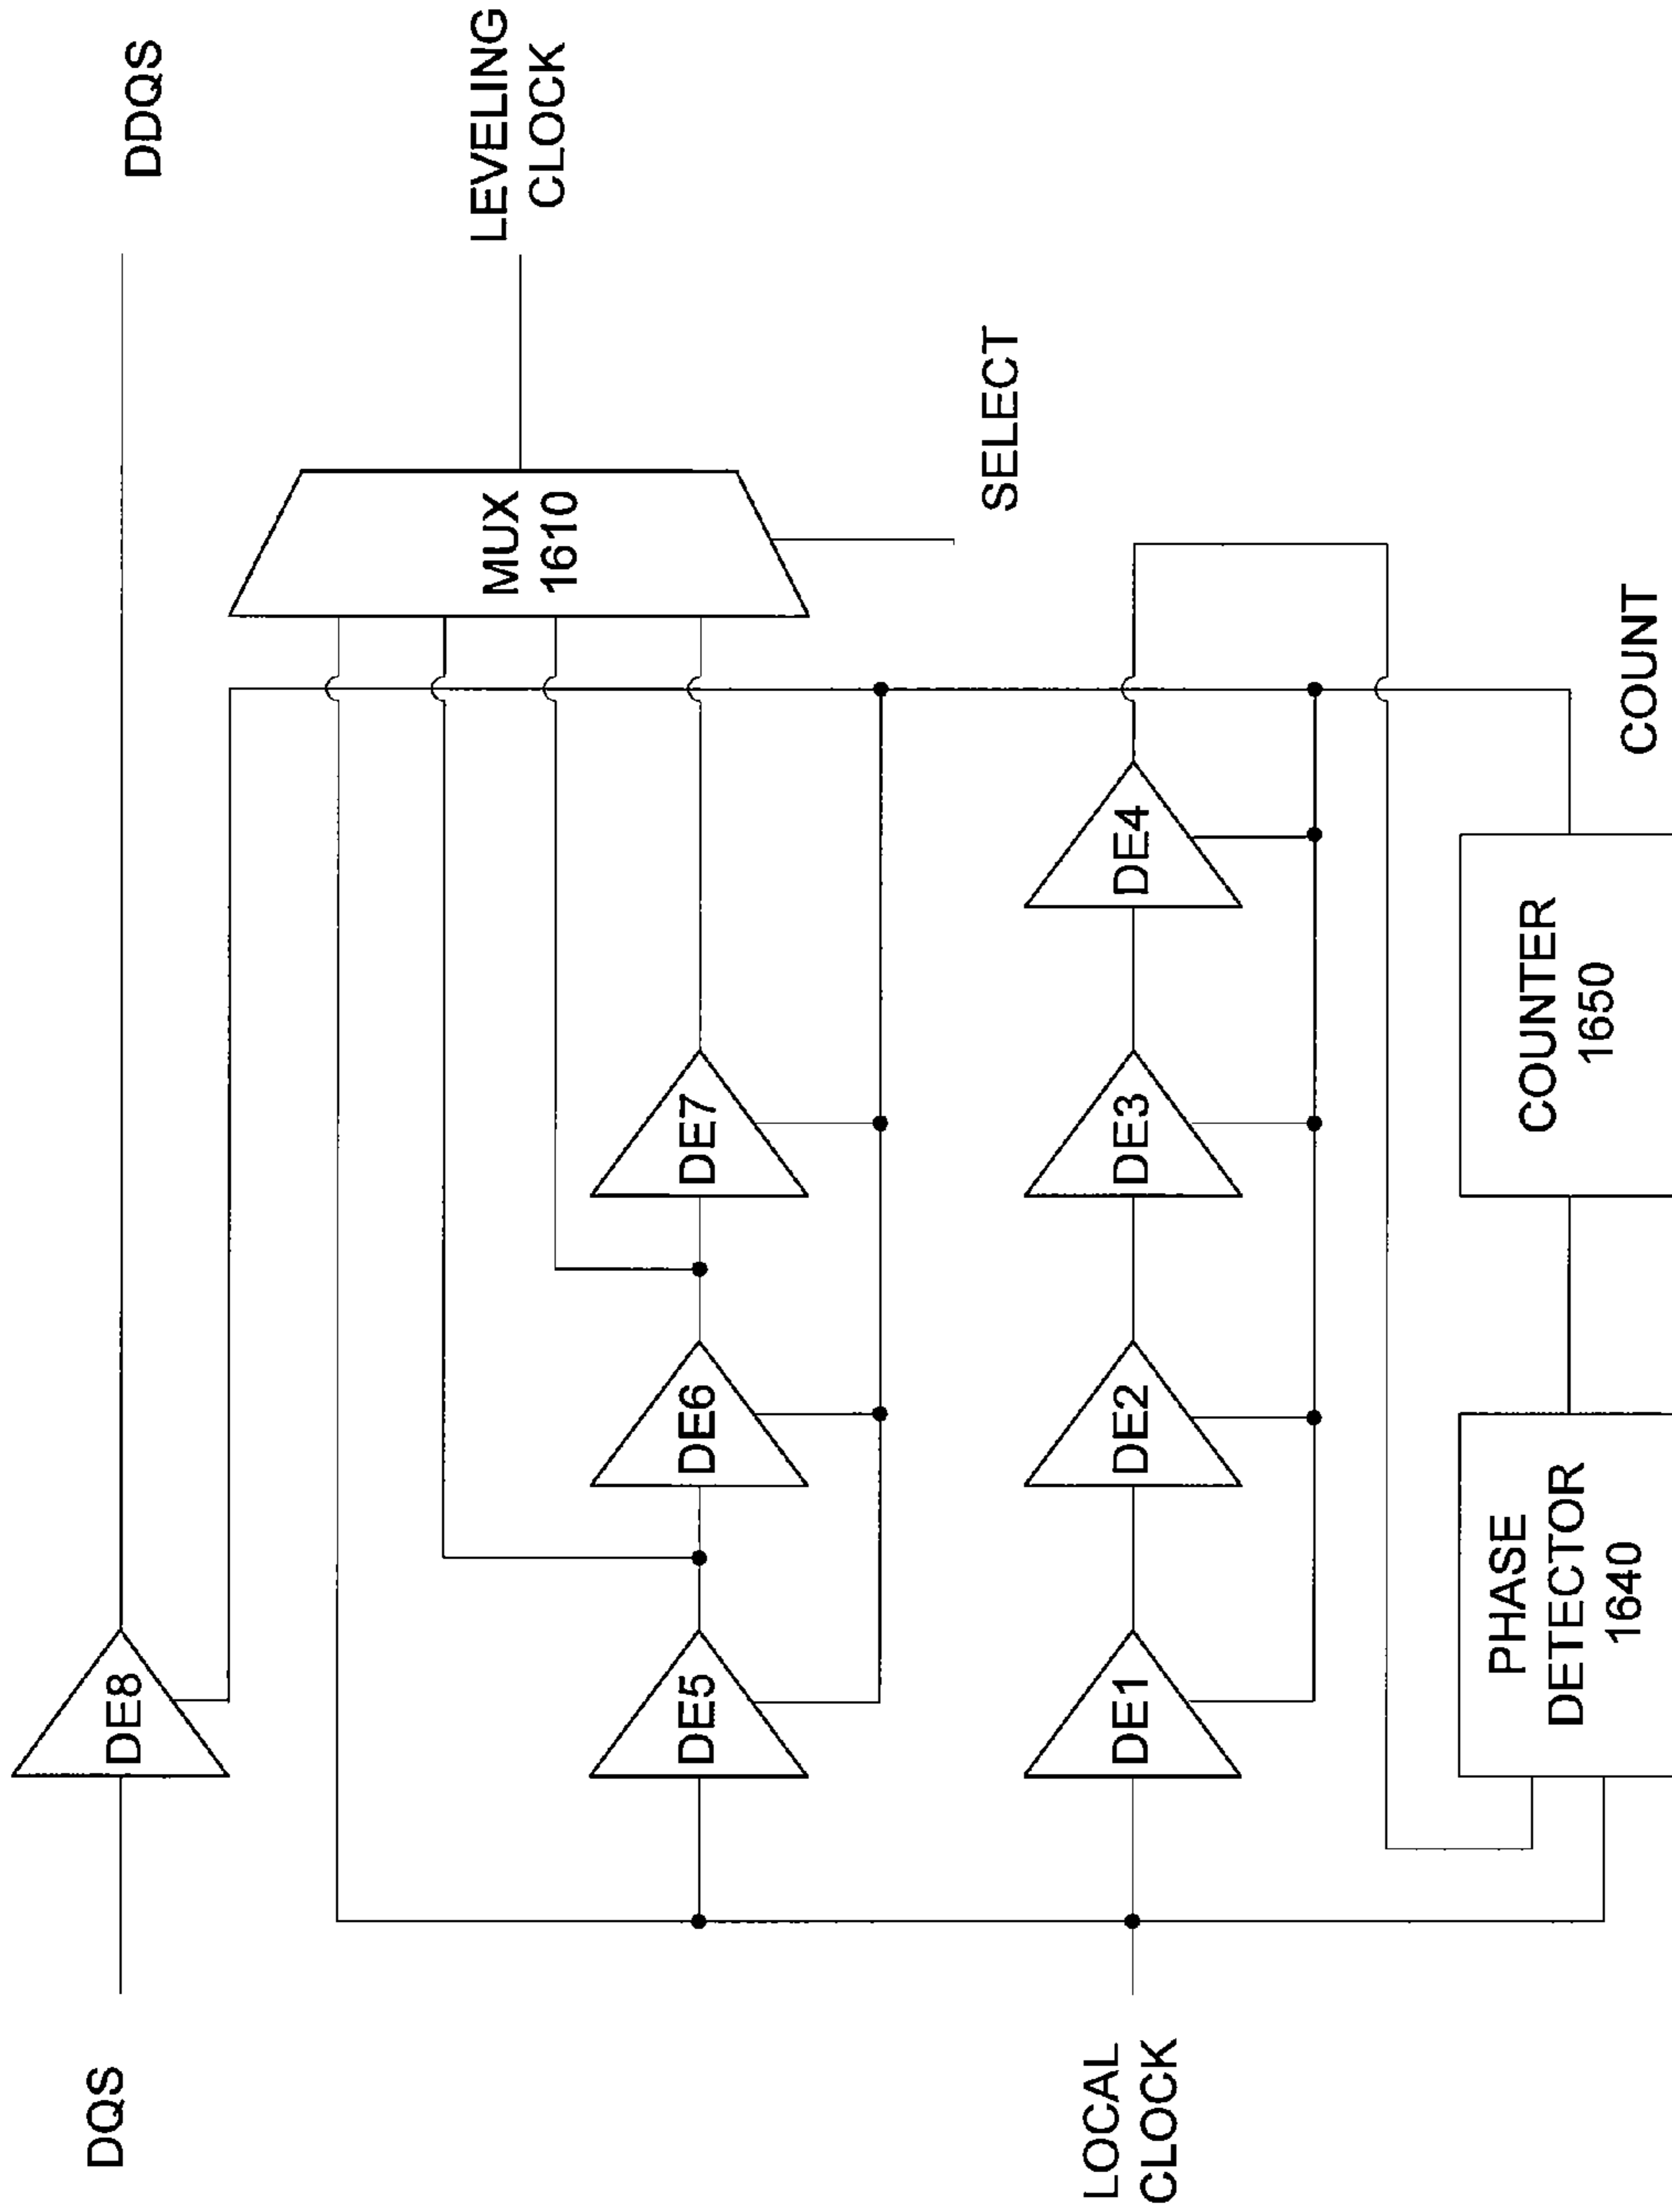 DQS
DE8
DDQS
MUX
1610
LEVELING
CLOCK
DE5
DE6
DE7
SELECT
LOCAL
CLOCK
DE1
DE2
DE3
DE4
PHASE
DETECTOR
1640
COUNTER
1650
COUNT